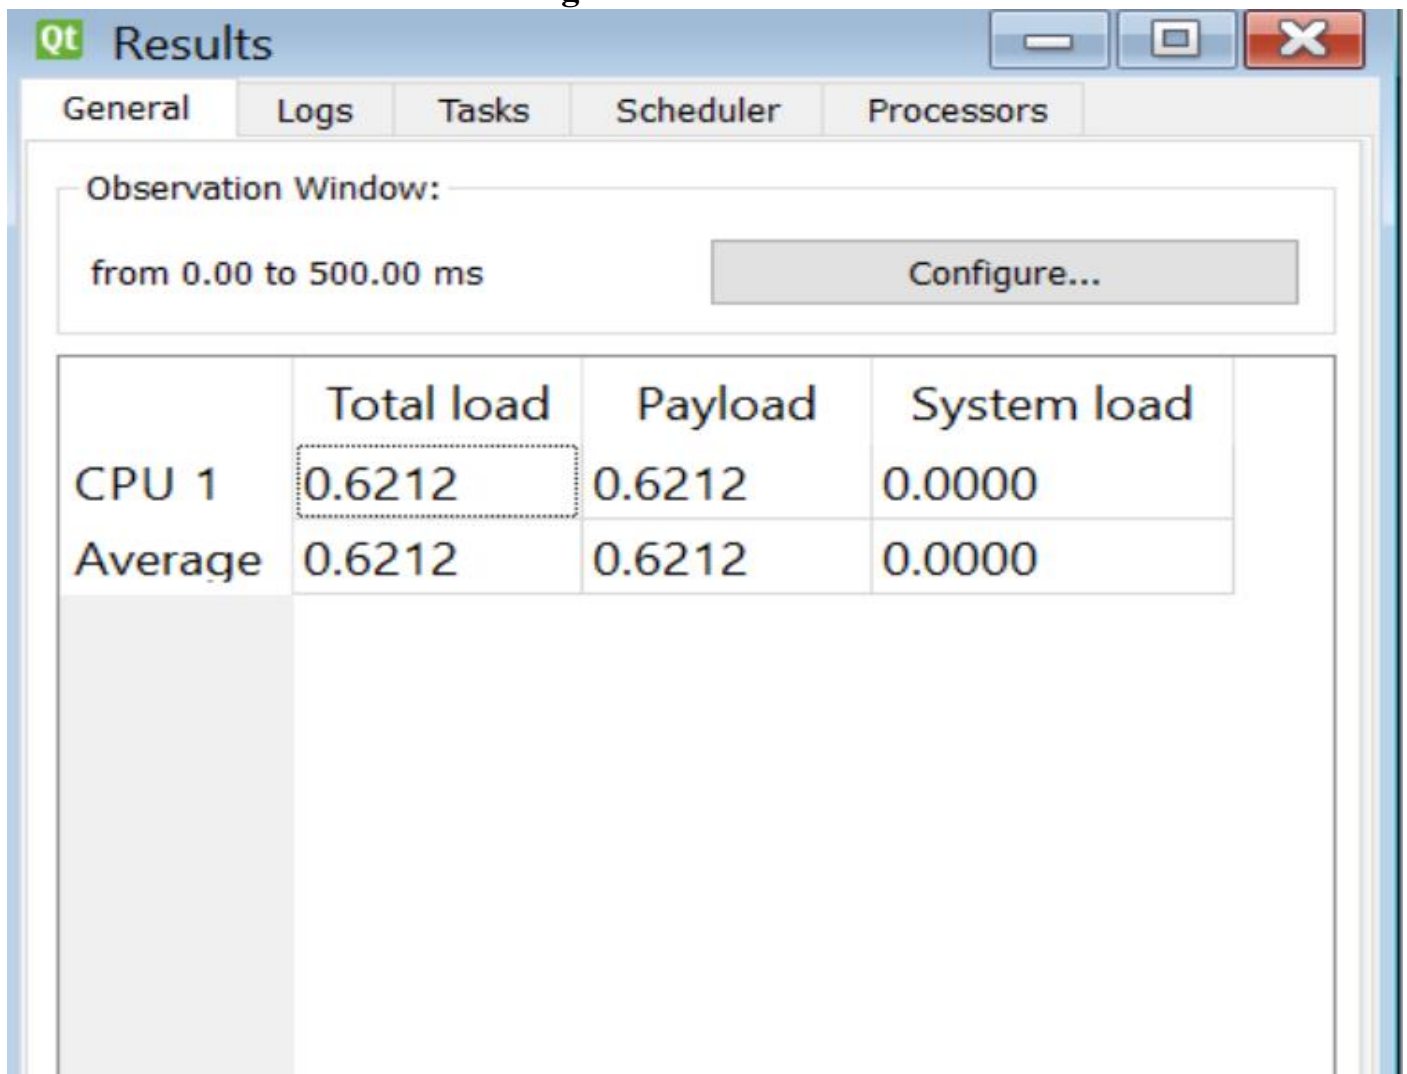 Qt Results
General Logs Tasks Scheduler Processors
Observation Window:
from 0.00 to 500.00 ms Configure...
Total load Payload System load
CPU 1 0.6212 0.6212 0.0000
Average 0.6212 0.6212 0.0000